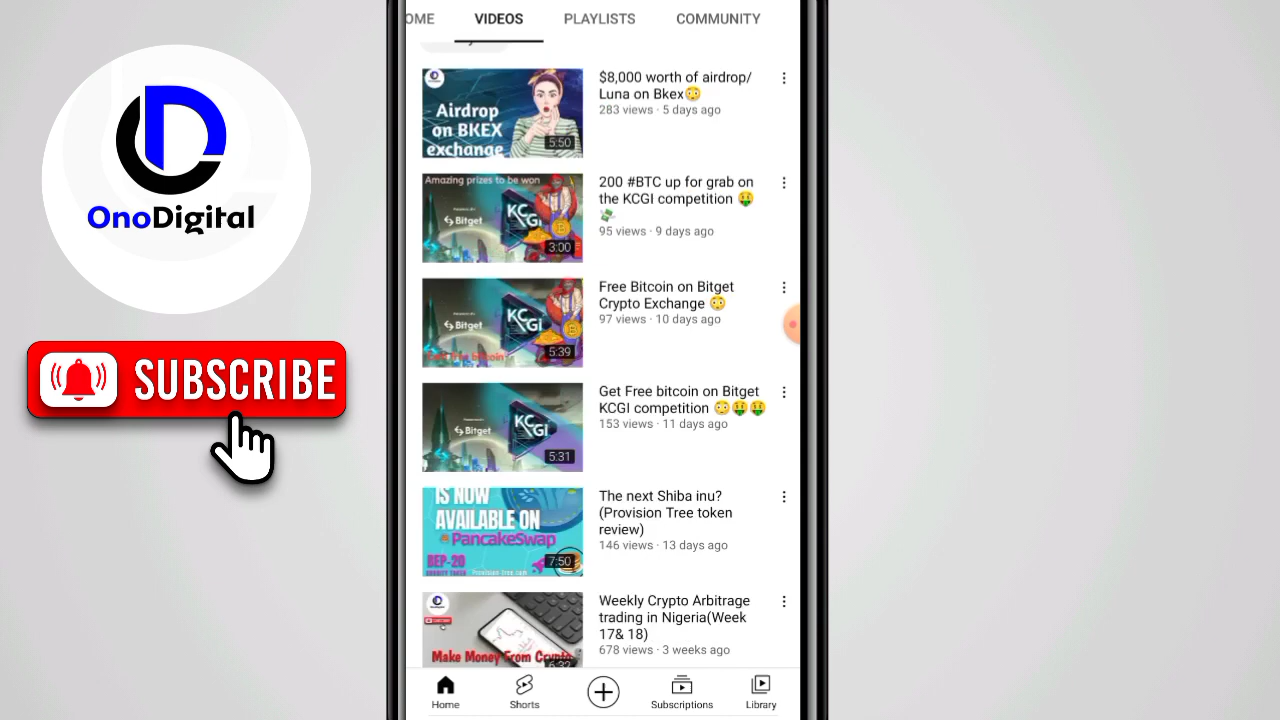 OME VIDEOS PLAYLISTS COMMUNITY
OnoDigital
SUBSCRIBE
Airdrop
on BKEX
exchange
5:50
$8,000 worth of airdrop/
Luna on Bkex😳
283 views · 5 days ago
Amazing prizes to be won
Bitget
KCGI
3:00
200 #BTC up for grab on
the KCGI competition 🤑
💸
95 views · 9 days ago
Bitget
KCGI
5:39
Free Bitcoin on Bitget
Crypto Exchange 😳
97 views · 10 days ago
Bitget
KCGI
5:31
Get Free bitcoin on Bitget
KCGI competition 😳🤑🤑
153 views · 11 days ago
IS NOW
AVAILABLE ON
PancakeSwap
BEP-20
7:50
The next Shiba inu?
(Provision Tree token
review)
146 views · 13 days ago
Make Money From Crypto
6:32
Weekly Crypto Arbitrage
trading in Nigeria(Week
17& 18)
678 views · 3 weeks ago
Home Shorts Subscriptions Library